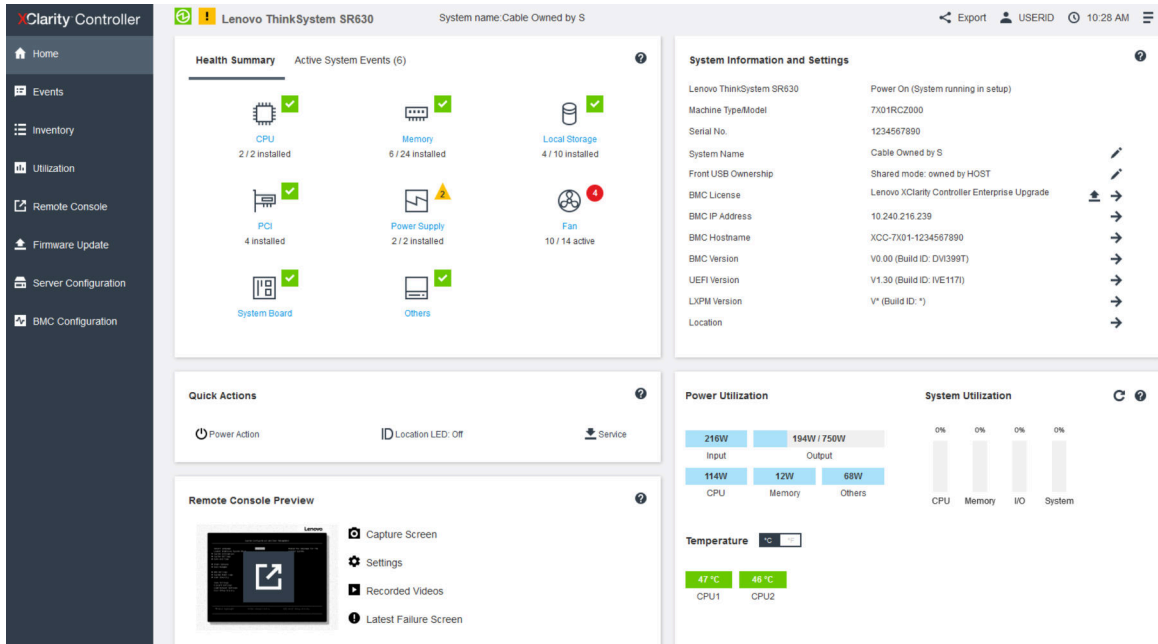 XClarity Controller
Lenovo ThinkSystem SR630
System name:Cable Owned by S
Export
USERID
10:28 AM
Home
Events
Inventory
Utilization
Remote Console
Firmware Update
Server Configuration
BMC Configuration
Health Summary
Active System Events (6)
CPU
2 / 2 installed
Memory
6 / 24 installed
Local Storage
4 / 10 installed
PCI
4 installed
2
Power Supply
2 / 2 installed
4
Fan
10 / 14 active
System Board
Others
System Information and Settings
Lenovo ThinkSystem SR630 Power On (System running in setup)
Machine Type/Model 7X01RCZ000
Serial No. 1234567890
System Name Cable Owned by S
Front USB Ownership Shared mode: owned by HOST
BMC License Lenovo XClarity Controller Enterprise Upgrade
BMC IP Address 10.240.216.239
BMC Hostname XCC-7X01-1234567890
BMC Version V0.00 (Build ID: DVI399T)
UEFI Version V1.30 (Build ID: IVE117I)
LXPM Version V* (Build ID: *)
Location
Quick Actions
Power Action
Location LED: Off
Service
Remote Console Preview
Lenovo
Capture Screen
Settings
Recorded Videos
Latest Failure Screen
Power Utilization
216W
Input
194W / 750W
Output
114W
CPU
12W
Memory
68W
Others
System Utilization
0% 0% 0% 0%
CPU Memory I/O System
Temperature
°C °F
47 °C 46 °C
CPU1 CPU2